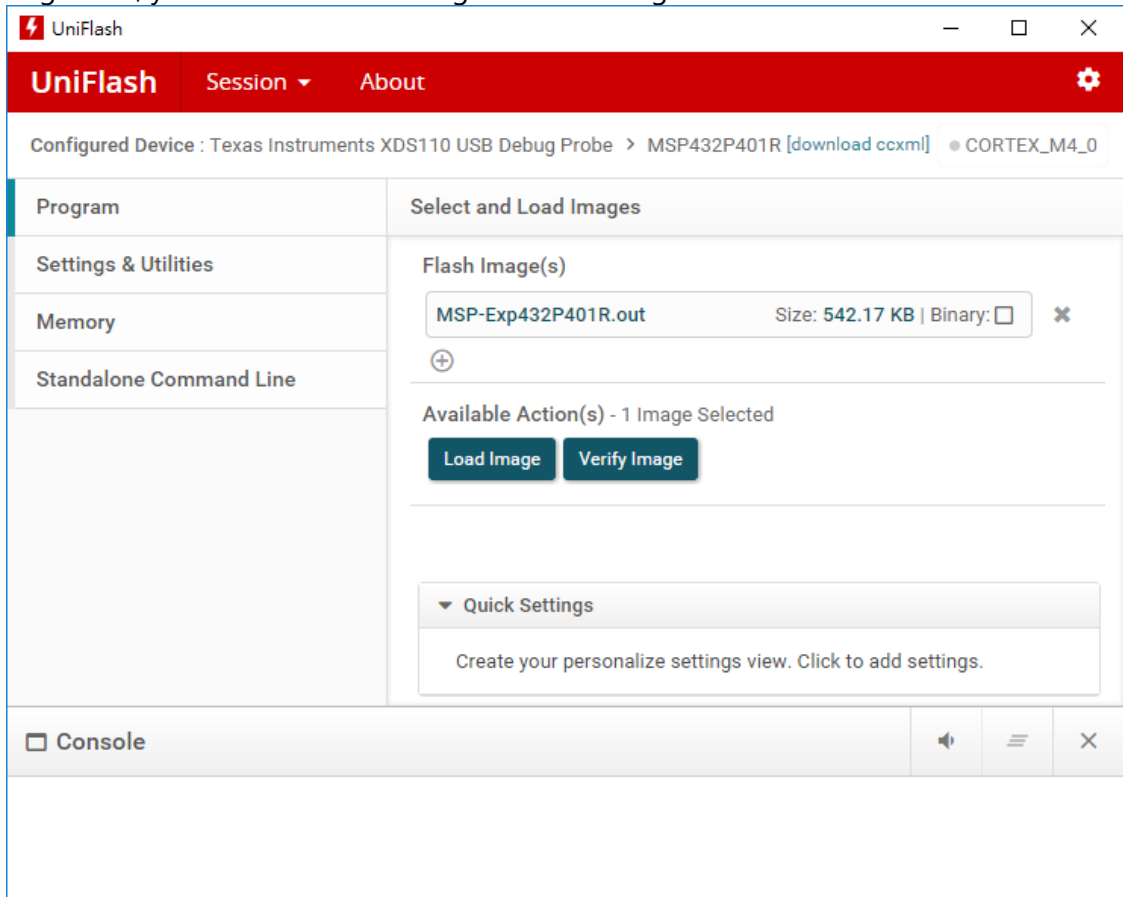 UniFlash
UniFlash Session About
Configured Device : Texas Instruments XDS110 USB Debug Probe > MSP432P401R [download ccxml] CORTEX_M4_0
Program
Select and Load Images
Settings & Utilities
Flash Image(s)
Memory
MSP-Exp432P401R.out Size: 542.17 KB | Binary:
Standalone Command Line
Available Action(s) - 1 Image Selected
Load Image Verify Image
Quick Settings
Create your personalize settings view. Click to add settings.
Console